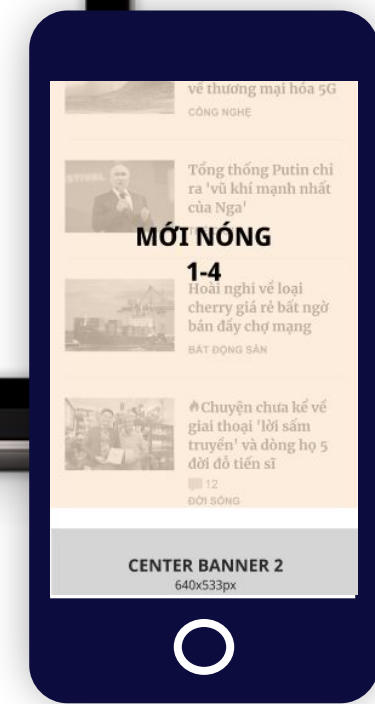 về thương mại hóa 5G
CÔNG NGHỆ
Tổng thống Putin chỉ
ra 'vũ khí mạnh nhất
của Nga'
MỚI NÓNG
1-4
Hoài nghi về loại
cherry giá rẻ bất ngờ
bán đầy chợ mạng
BẤT ĐỘNG SẢN
Chuyện chưa kể về
giai thoại 'lời sấm
truyền' và dòng họ 5
đời đỗ tiến sĩ
12
ĐỜI SỐNG
CENTER BANNER 2
640x533px